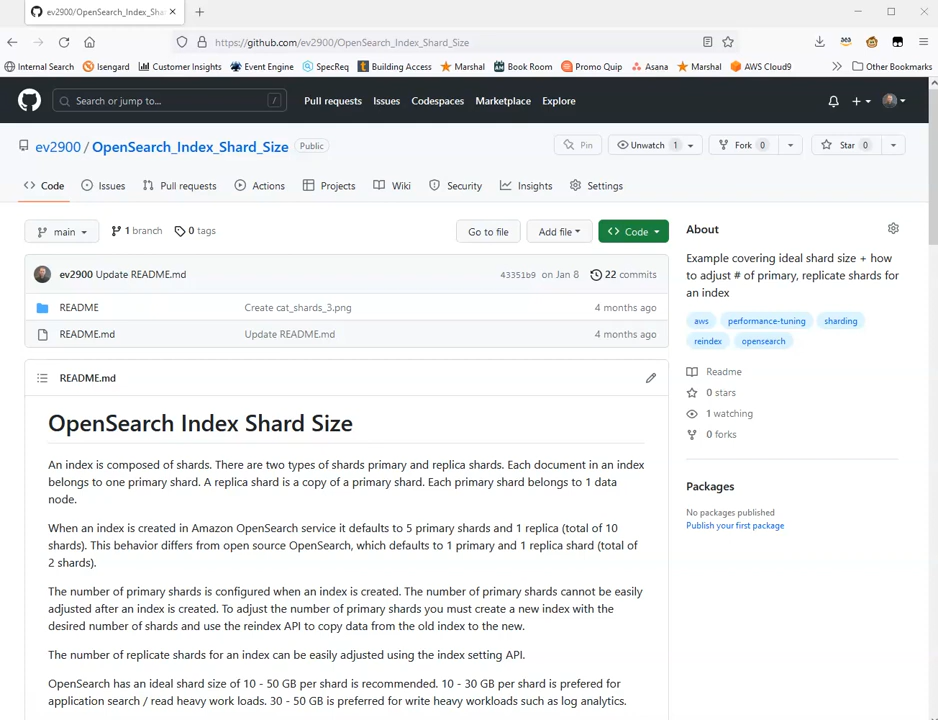 ev2900/OpenSearch_Index_Sha
https://github.com/ev2900/OpenSearch_Index_Shard_Size
Internal Search Isengard Customer Insights Event Engine SpecReq Building Access Marshal Book Room Promo Quip Asana Marshal AWS Cloud9 Other Bookmarks
Search or jump to... / Pull requests Issues Codespaces Marketplace Explore
ev2900 / OpenSearch_Index_Shard_Size Public Pin Unwatch 1 Fork 0 Star 0
Code Issues Pull requests Actions Projects Wiki Security Insights Settings
main 1 branch 0 tags Go to file Add file Code
ev2900 Update README.md 43351b9 on Jan 8 22 commits
README Create cat_shards_3.png 4 months ago
README.md Update README.md 4 months ago
README.md
OpenSearch Index Shard Size
An index is composed of shards. There are two types of shards primary and replica shards. Each document in an index
belongs to one primary shard. A replica shard is a copy of a primary shard. Each primary shard belongs to 1 data
node.
When an index is created in Amazon OpenSearch service it defaults to 5 primary shards and 1 replica (total of 10
shards). This behavior differs from open source OpenSearch, which defaults to 1 primary and 1 replica shard (total of
2 shards).
The number of primary shards is configured when an index is created. The number of primary shards cannot be easily
adjusted after an index is created. To adjust the number of primary shards you must create a new index with the
desired number of shards and use the reindex API to copy data from the old index to the new.
The number of replicate shards for an index can be easily adjusted using the index setting API.
OpenSearch has an ideal shard size of 10 - 50 GB per shard is recommended. 10 - 30 GB per shard is prefered for
application search / read heavy work loads. 30 - 50 GB is preferred for write heavy workloads such as log analytics.
About
Example covering ideal shard size + how
to adjust # of primary, replicate shards for
an index
aws performance-tuning sharding
reindex opensearch
Readme
0 stars
1 watching
0 forks
Packages
No packages published
Publish your first package